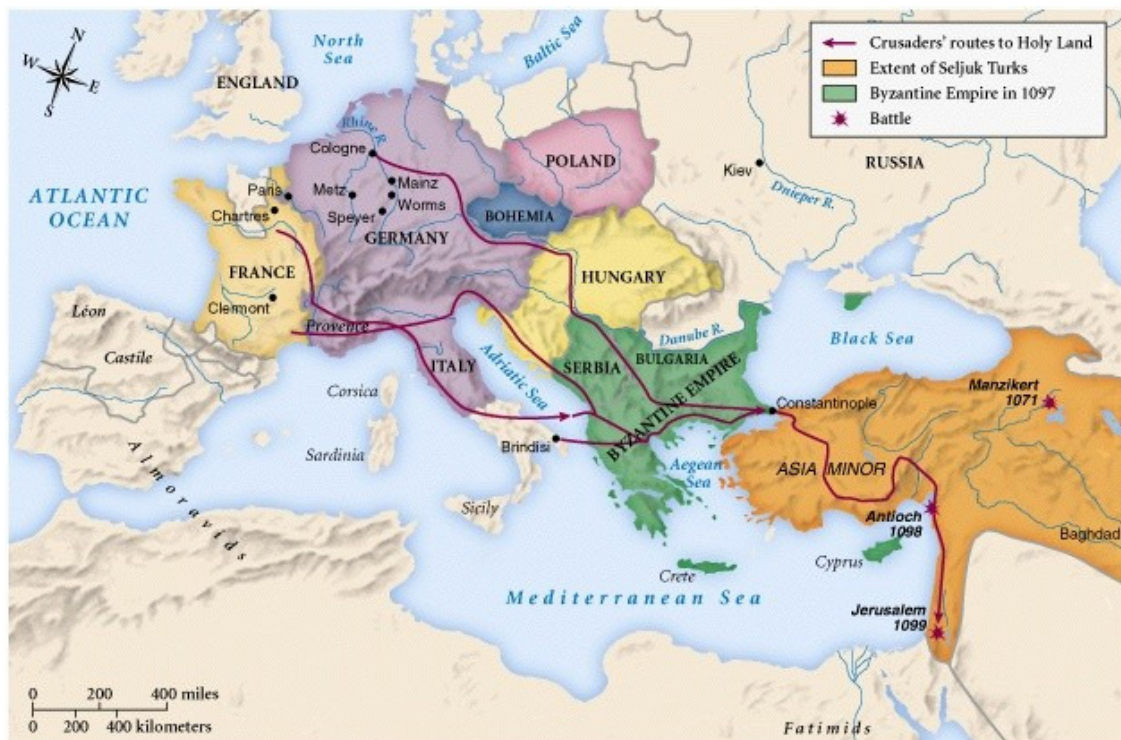 N
W
E
S
North
Sea
Baltic Sea
ENGLAND
Crusaders' routes to Holy Land
Extent of Seljuk Turks
Byzantine Empire in 1097
Battle
Rhine R.
Cologne
POLAND
RUSSIA
Kiev
Dnieper R.
ATLANTIC
OCEAN
Paris
Metz
Mainz
Chartres
Speyer
Worms
BOHEMIA
GERMANY
FRANCE
HUNGARY
Clermont
Léon
Provence
Castile
Danube R.
Black Sea
ITALY
Adriatic Sea
SERBIA
BULGARIA
BYZANTINE EMPIRE
Corsica
Manzikert
1071
Constantinople
Sardinia
Brindisi
Aegean
Sea
ASIA MINOR
Almoravids
Sicily
Antioch
1098
Baghdad
Crete
Cyprus
Mediterranean Sea
Jerusalem
1099
0 200 400 miles
0 200 400 kilometers
Fatimids